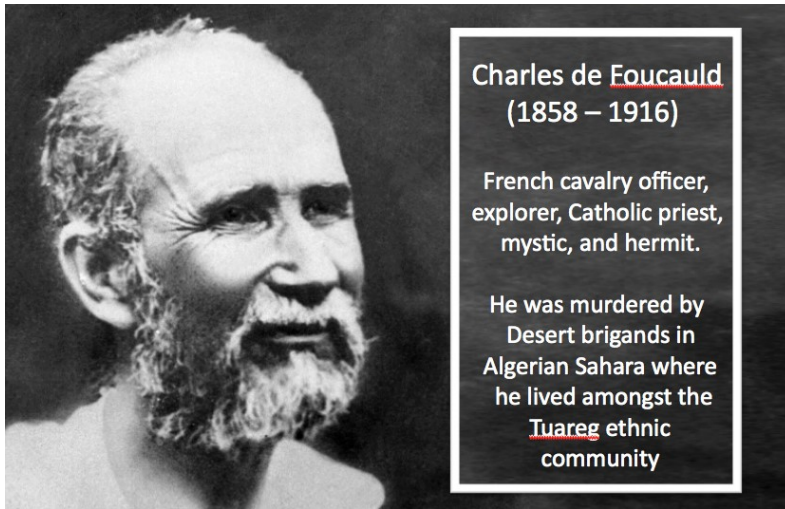 Charles de Foucauld
(1858 – 1916)
French cavalry officer,
explorer, Catholic priest,
mystic, and hermit.
He was murdered by
Desert brigands in
Algerian Sahara where
he lived amongst the
Tuareg ethnic
community